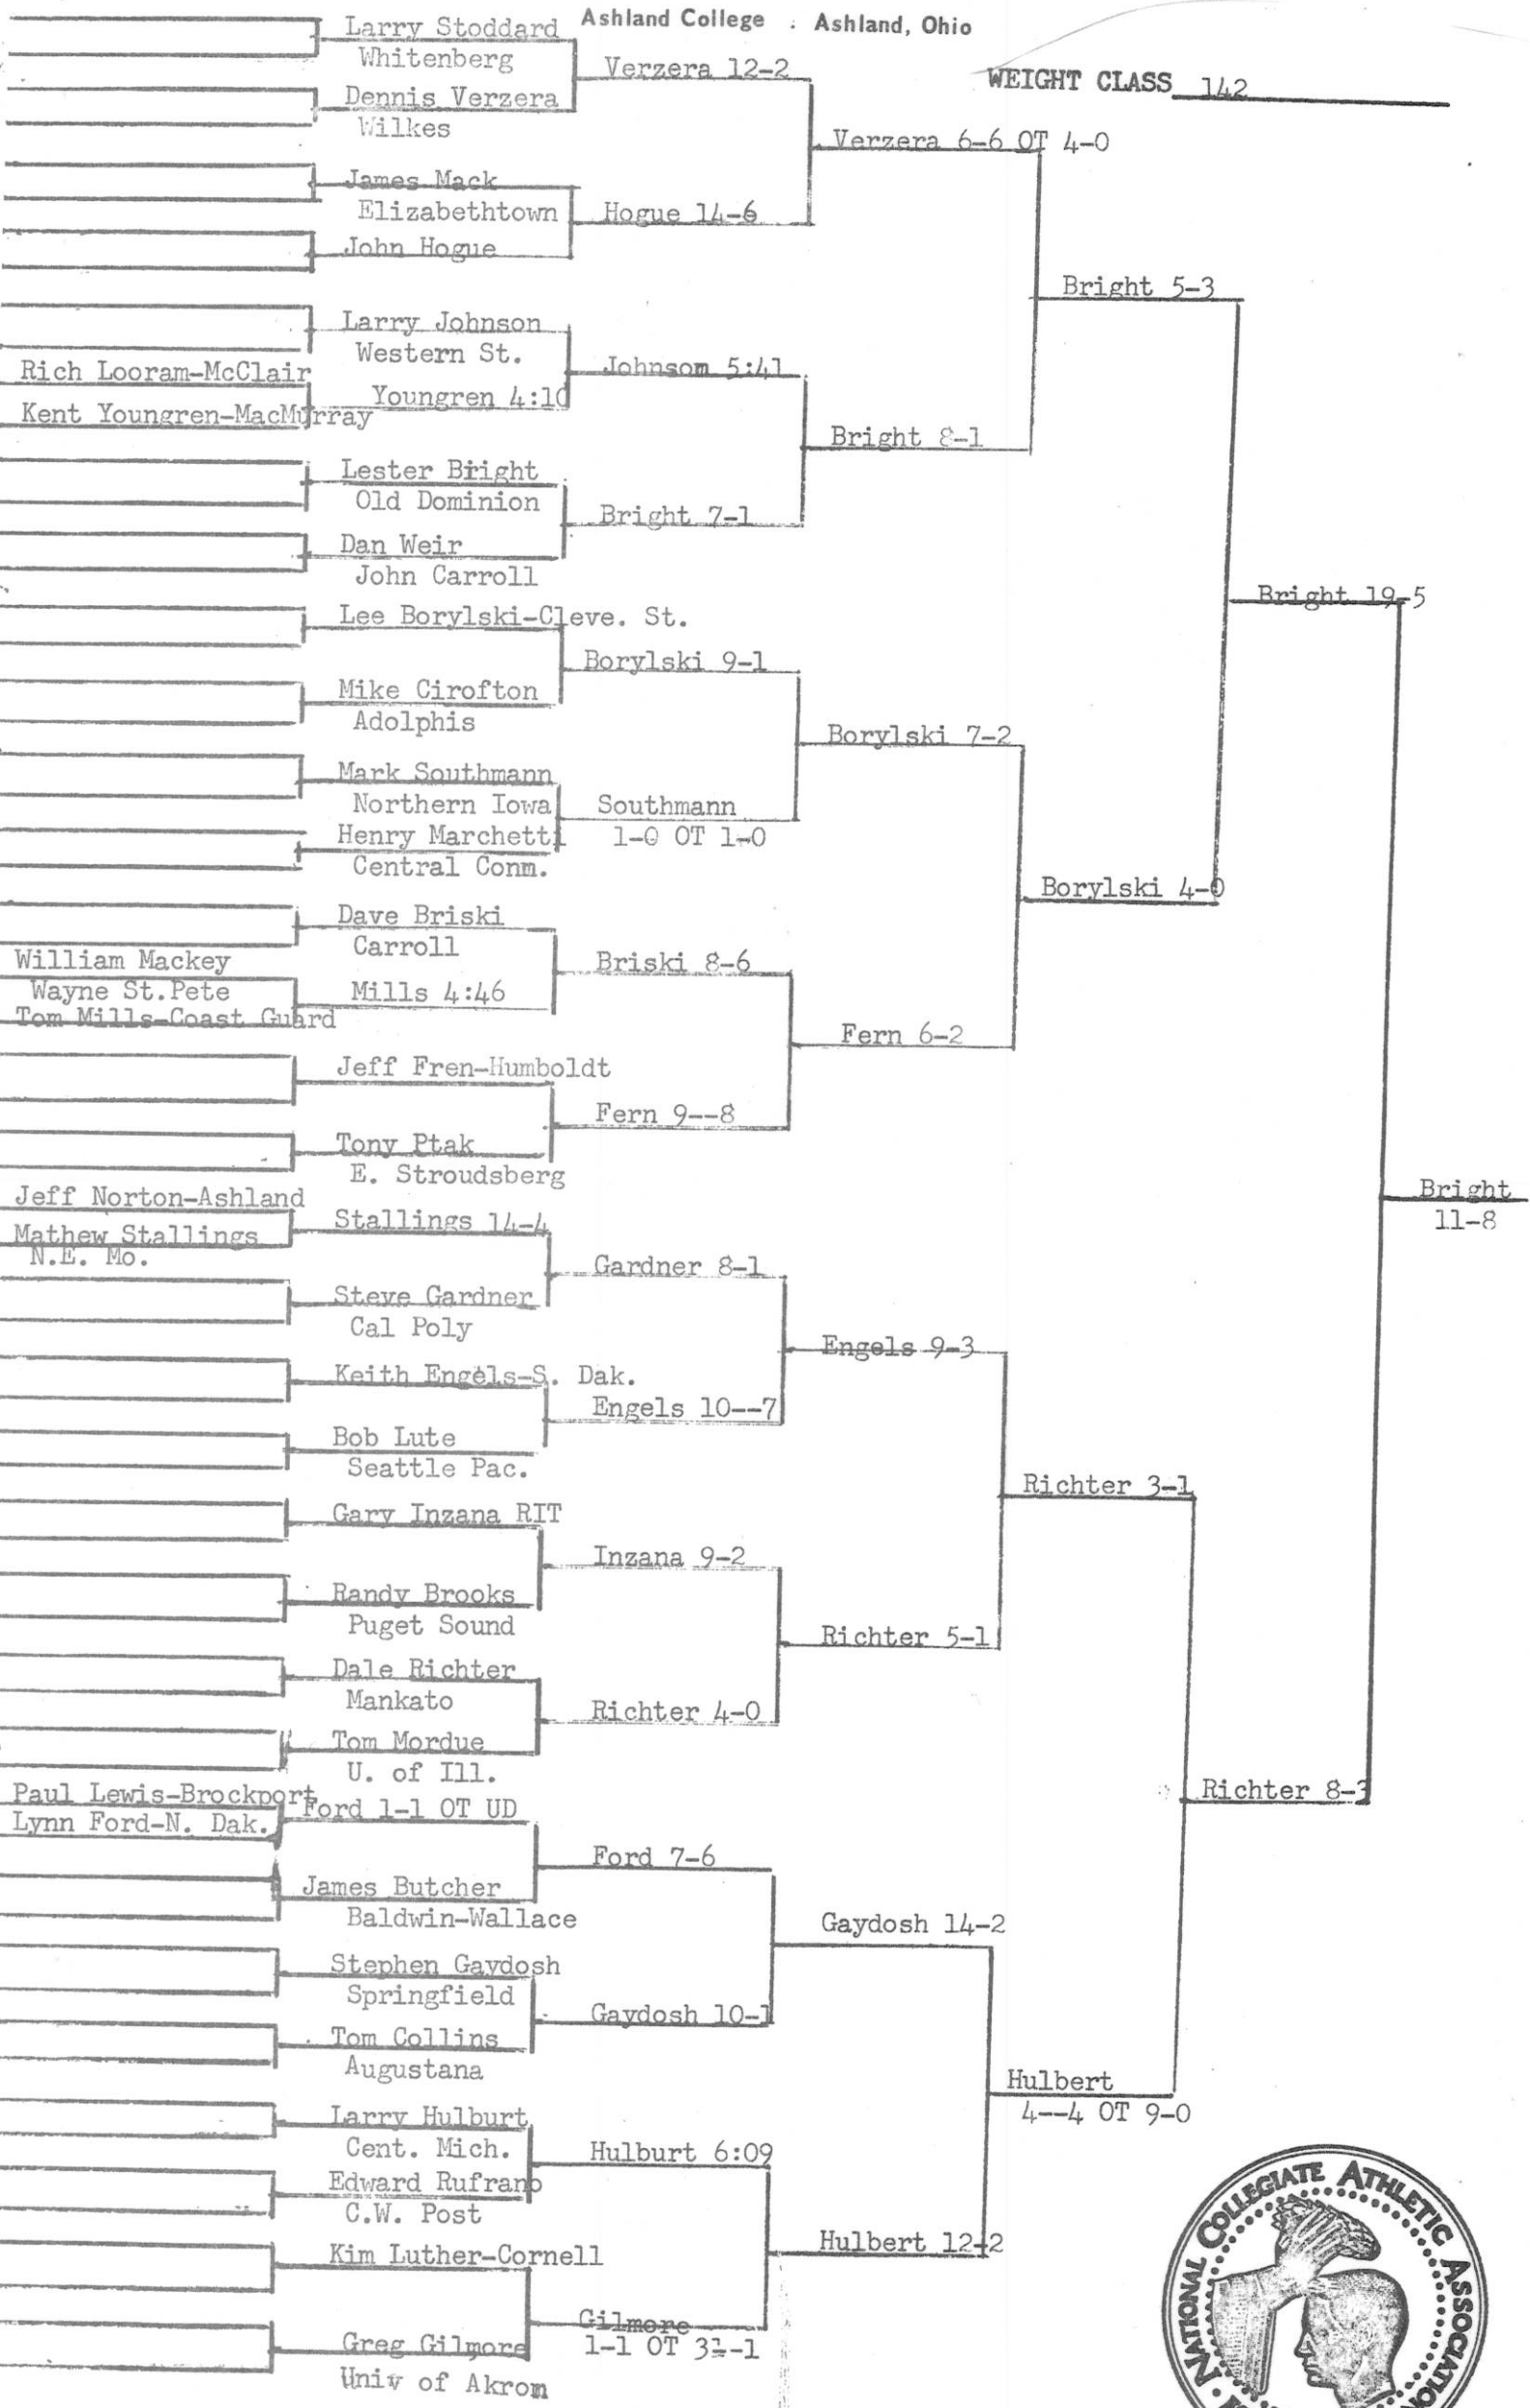 Ashland College . Ashland, Ohio
WEIGHT CLASS 142
Larry Stoddard
Whitenberg
Verzera 12-2
Dennis Verzera
Wilkes
Verzera 6-6 OT 4-0
James Mack
Elizabethtown
Hogue 14-6
John Hogue
Bright 5-3
Larry Johnson
Western St.
Rich Looram-McClair
Johnsom 5:41
Youngren 4:10
Kent Youngren-MacMurray
Bright 8-1
Lester Bright
Old Dominion
Bright 7-1
Dan Weir
John Carroll
Bright 19-5
Lee Borylski-Cleve. St.
Borylski 9-1
Mike Cirofton
Adolphis
Borylski 7-2
Mark Southmann
Northern Iowa
Southmann
1-0 OT 1-0
Henry Marchetti
Central Conm.
Borylski 4-0
Dave Briski
Carroll
William Mackey
Wayne St.Pete
Briski 8-6
Mills 4:46
Tom Mills-Coast Guard
Fern 6-2
Jeff Fren-Humboldt
Fern 9--8
Tony Ptak
E. Stroudsberg
Bright
11-8
Jeff Norton-Ashland
Stallings 14-4
Mathew Stallings
N.E. Mo.
Gardner 8-1
Steve Gardner
Cal Poly
Engels 9-3
Keith Engels-S. Dak.
Engels 10--7
Bob Lute
Seattle Pac.
Richter 3-1
Gary Inzana RIT
Inzana 9-2
Randy Brooks
Puget Sound
Richter 5-1
Dale Richter
Mankato
Richter 4-0
Tom Mordue
U. of Ill.
Richter 8-3
Paul Lewis-Brockport
Ford 1-1 OT UD
Lynn Ford-N. Dak.
Ford 7-6
James Butcher
Baldwin-Wallace
Gaydosh 14-2
Stephen Gaydosh
Springfield
Gaydosh 10-1
Tom Collins
Augustana
Hulbert
4--4 OT 9-0
Larry Hulburt
Cent. Mich.
Hulburt 6:09
Edward Rufrano
C.W. Post
Hulbert 12-2
Kim Luther-Cornell
Gilmore
1-1 OT 3-1
Greg Gilmore
Univ of Akron
NATIONAL COLLEGIATE ATHLETIC ASSOCIATION